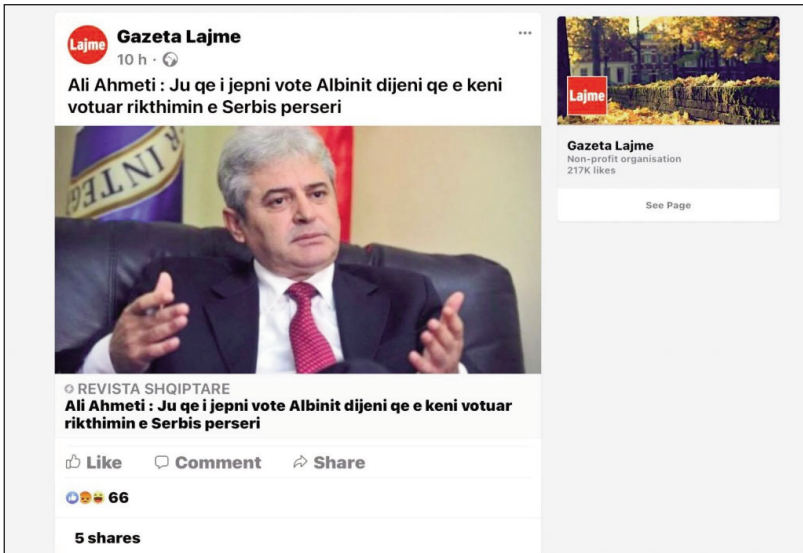 Lajme
Gazeta Lajme
10 h ·
Ali Ahmeti : Ju qe i jepni vote Albinit dijeni qe e keni
votuar rikthimin e Serbis perseri
R INTEG
REVISTA SHQIPTARE
Ali Ahmeti : Ju qe i jepni vote Albinit dijeni qe e keni votuar
rikthimin e Serbis perseri
Like Comment Share
66
5 shares
Lajme
Gazeta Lajme
Non-profit organisation
217K likes
See Page